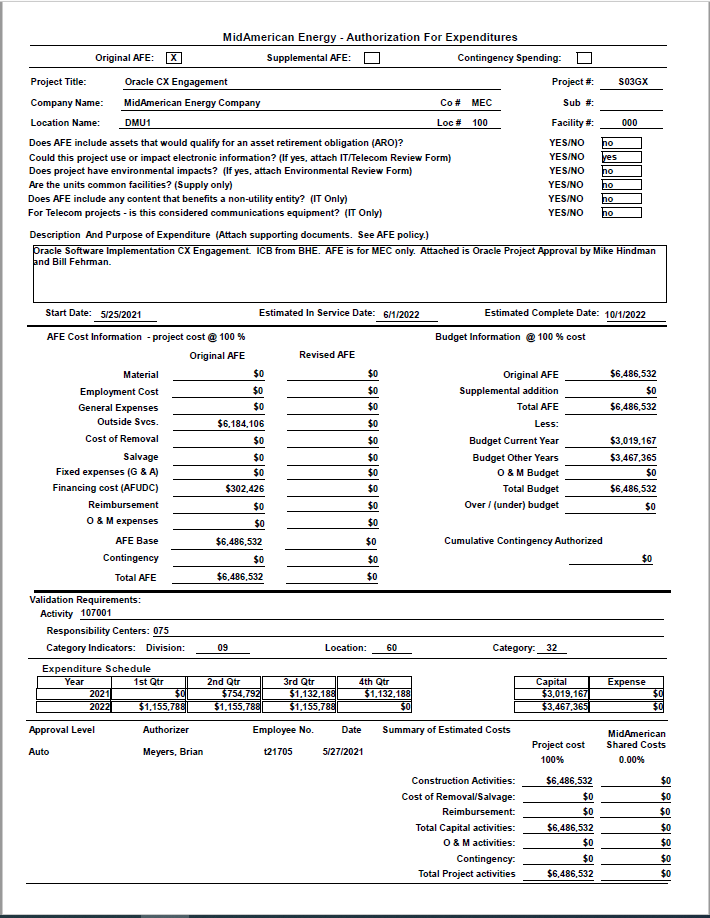 MidAmerican Energy - Authorization For Expenditures
Original AFE: X Supplemental AFE: Contingency Spending:
Project Title: Oracle CX Engagement Project #: S03GX
Company Name: MidAmerican Energy Company Co # MEC Sub #:
Location Name: DMU1 Loc # 100 Facility #: 000
Does AFE include assets that would qualify for an asset retirement obligation (ARO)? YES/NO no
Could this project use or impact electronic information? (If yes, attach IT/Telecom Review Form) YES/NO yes
Does project have environmental impacts? (If yes, attach Environmental Review Form) YES/NO no
Are the units common facilities? (Supply only) YES/NO no
Does AFE include any content that benefits a non-utility entity? (IT Only) YES/NO no
For Telecom projects - is this considered communications equipment? (IT Only) YES/NO no
Description And Purpose of Expenditure (Attach supporting documents. See AFE policy.)
Oracle Software Implementation CX Engagement. ICB from BHE. AFE is for MEC only. Attached is Oracle Project Approval by Mike Hindman
and Bill Fehrman.
Start Date: 5/25/2021 Estimated In Service Date: 6/1/2022 Estimated Complete Date: 10/1/2022
AFE Cost Information - project cost @ 100 % Budget Information @ 100 % cost
Original AFE Revised AFE
Material $0 $0 Original AFE $6,486,532
Employment Cost $0 $0 Supplemental addition $0
General Expenses $0 $0 Total AFE $6,486,532
Outside Svcs. $6,184,106 $0 Less:
Cost of Removal $0 $0 Budget Current Year $3,019,167
Salvage $0 $0 Budget Other Years $3,467,365
Fixed expenses (G & A) $0 $0 O & M Budget $0
Financing cost (AFUDC) $302,426 $0 Total Budget $6,486,532
Reimbursement $0 $0 Over / (under) budget $0
O & M expenses $0 $0
AFE Base $6,486,532 $0 Cumulative Contingency Authorized
Contingency $0 $0 $0
Total AFE $6,486,532 $0
Validation Requirements:
Activity 107001
Responsibility Centers: 075
Category Indicators: Division: 09 Location: 60 Category: 32
Expenditure Schedule
Year 1st Qtr 2nd Qtr 3rd Qtr 4th Qtr Capital Expense
2021 $0 $754,792 $1,132,188 $1,132,188 $3,019,167 $0
2022 $1,155,788 $1,155,788 $1,155,788 $0 $3,467,365 $0
Approval Level Authorizer Employee No. Date Summary of Estimated Costs
MidAmerican
Project cost Shared Costs
Auto Meyers, Brian t21705 5/27/2021
100% 0.00%
Construction Activities: $6,486,532 $0
Cost of Removal/Salvage: $0 $0
Reimbursement: $0 $0
Total Capital activities: $6,486,532 $0
O & M activities: $0 $0
Contingency: $0 $0
Total Project activities $6,486,532 $0